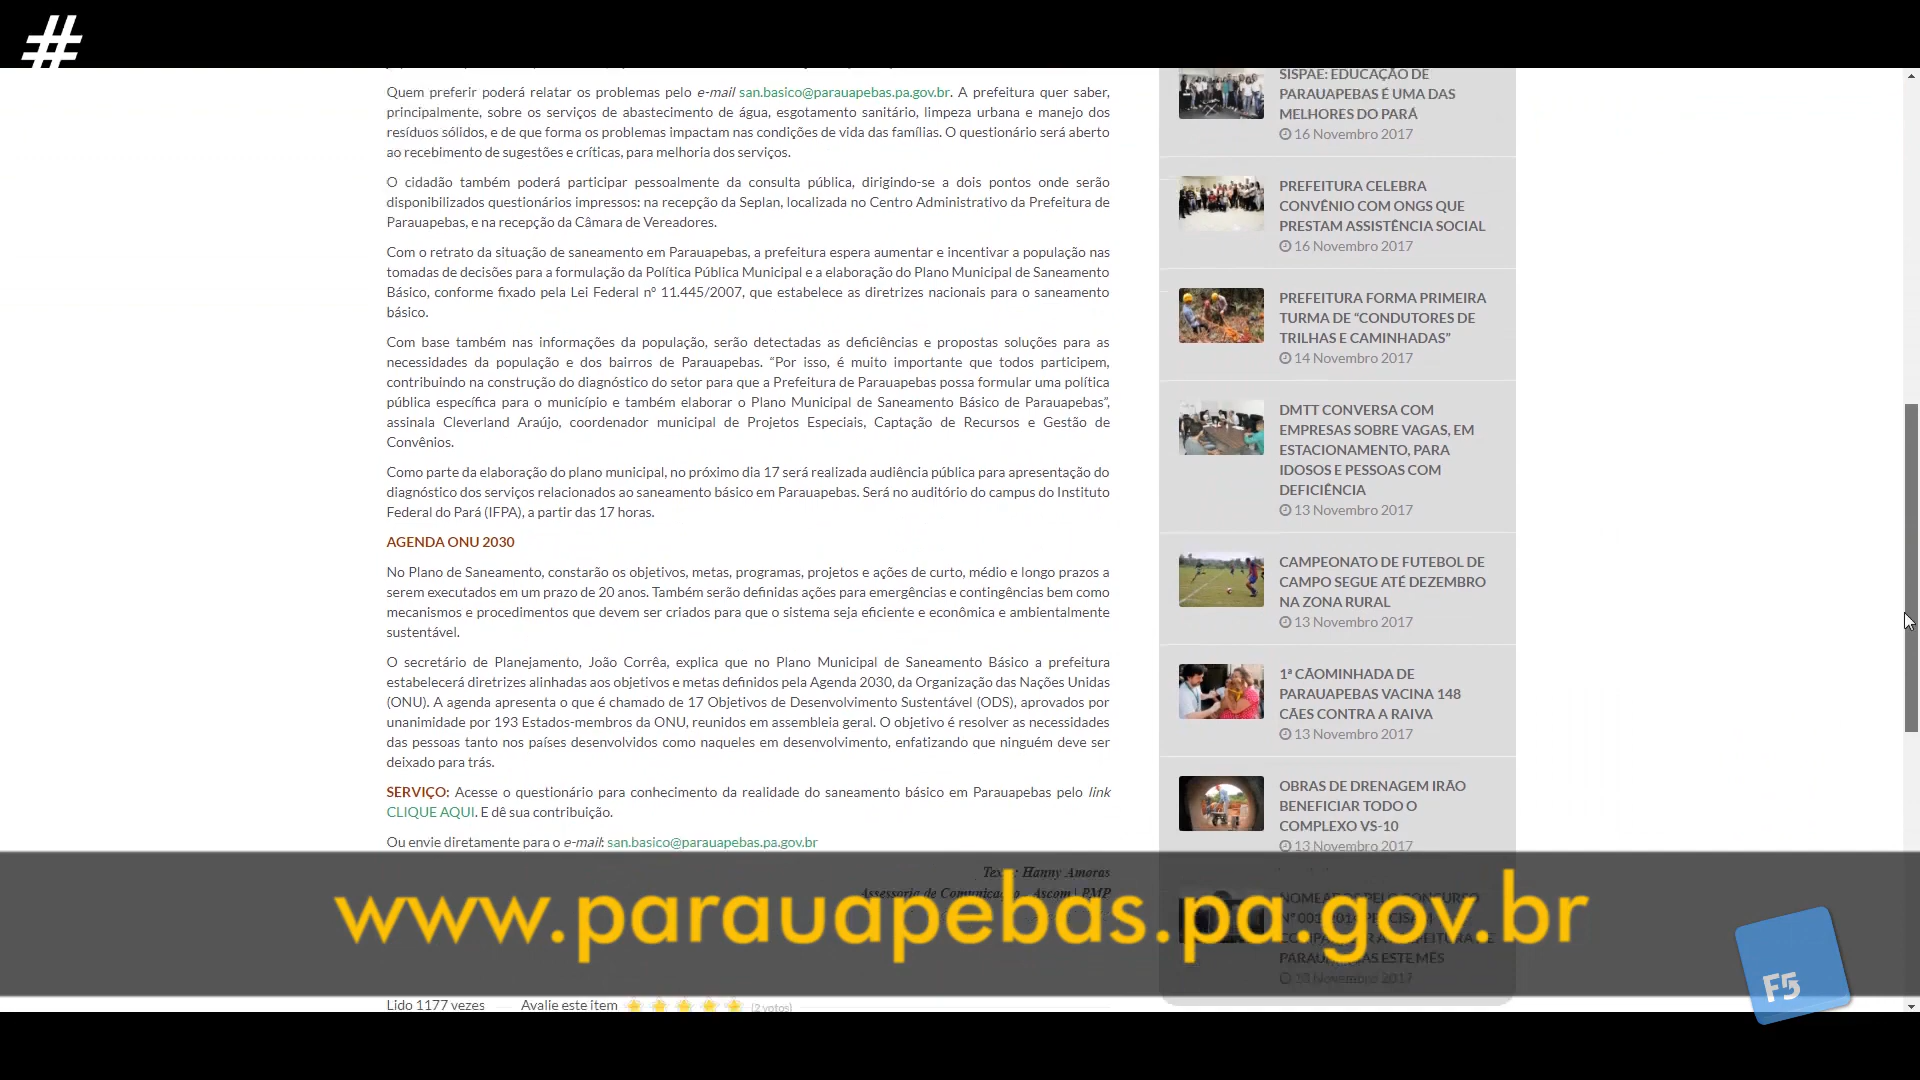 #
Quem preferir poderá relatar os problemas pelo e-mail san.basico@parauapebas.pa.gov.br. A prefeitura quer saber,
principalmente, sobre os serviços de abastecimento de água, esgotamento sanitário, limpeza urbana e manejo dos
resíduos sólidos, e de que forma os problemas impactam nas condições de vida das famílias. O questionário será aberto
ao recebimento de sugestões e críticas, para melhoria dos serviços.
O cidadão também poderá participar pessoalmente da consulta pública, dirigindo-se a dois pontos onde serão
disponibilizados questionários impressos: na recepção da Seplan, localizada no Centro Administrativo da Prefeitura de
Parauapebas, e na recepção da Câmara de Vereadores.
Com o retrato da situação de saneamento em Parauapebas, a prefeitura espera aumentar e incentivar a população nas
tomadas de decisões para a formulação da Política Pública Municipal e a elaboração do Plano Municipal de Saneamento
Básico, conforme fixado pela Lei Federal nº 11.445/2007, que estabelece as diretrizes nacionais para o saneamento
básico.
Com base também nas informações da população, serão detectadas as deficiências e propostas soluções para as
necessidades da população e dos bairros de Parauapebas. “Por isso, é muito importante que todos participem,
contribuindo na construção do diagnóstico do setor para que a Prefeitura de Parauapebas possa formular uma política
pública específica para o município e também elaborar o Plano Municipal de Saneamento Básico de Parauapebas”,
assinala Cleverland Araújo, coordenador municipal de Projetos Especiais, Captação de Recursos e Gestão de
Convênios.
Como parte da elaboração do plano municipal, no próximo dia 17 será realizada audiência pública para apresentação do
diagnóstico dos serviços relacionados ao saneamento básico em Parauapebas. Será no auditório do campus do Instituto
Federal do Pará (IFPA), a partir das 17 horas.
AGENDA ONU 2030
No Plano de Saneamento, constarão os objetivos, metas, programas, projetos e ações de curto, médio e longo prazos a
serem executados em um prazo de 20 anos. Também serão definidas ações para emergências e contingências bem como
mecanismos e procedimentos que devem ser criados para que o sistema seja eficiente e econômica e ambientalmente
sustentável.
O secretário de Planejamento, João Corrêa, explica que no Plano Municipal de Saneamento Básico a prefeitura
estabelecerá diretrizes alinhadas aos objetivos e metas definidos pela Agenda 2030, da Organização das Nações Unidas
(ONU). A agenda apresenta o que é chamado de 17 Objetivos de Desenvolvimento Sustentável (ODS), aprovados por
unanimidade por 193 Estados-membros da ONU, reunidos em assembleia geral. O objetivo é resolver as necessidades
das pessoas tanto nos países desenvolvidos como naqueles em desenvolvimento, enfatizando que ninguém deve ser
deixado para trás.
SERVIÇO: Acesse o questionário para conhecimento da realidade do saneamento básico em Parauapebas pelo link
CLIQUE AQUI. E dê sua contribuição.
Ou envie diretamente para o e-mail: san.basico@parauapebas.pa.gov.br
Hanny Amoras
Assessoria de Comunicação - Ascom | PMP
Lido 1177 vezes Avalie este item (2 votos)
SISPAE: EDUCAÇÃO DE
PARAUAPEBAS É UMA DAS
MELHORES DO PARÁ
16 Novembro 2017
PREFEITURA CELEBRA
CONVÊNIO COM ONGS QUE
PRESTAM ASSISTÊNCIA SOCIAL
16 Novembro 2017
PREFEITURA FORMA PRIMEIRA
TURMA DE “CONDUTORES DE
TRILHAS E CAMINHADAS”
14 Novembro 2017
DMTT CONVERSA COM
EMPRESAS SOBRE VAGAS, EM
ESTACIONAMENTO, PARA
IDOSOS E PESSOAS COM
DEFICIÊNCIA
13 Novembro 2017
CAMPEONATO DE FUTEBOL DE
CAMPO SEGUE ATÉ DEZEMBRO
NA ZONA RURAL
13 Novembro 2017
1ª CÃOMINHADA DE
PARAUAPEBAS VACINA 148
CÃES CONTRA A RAIVA
13 Novembro 2017
OBRAS DE DRENAGEM IRÃO
BENEFICIAR TODO O
COMPLEXO VS-10
13 Novembro 2017
NOMEADOS PELO CONCURSO
ESTE MÊS
www.parauapebas.pa.gov.br
F5